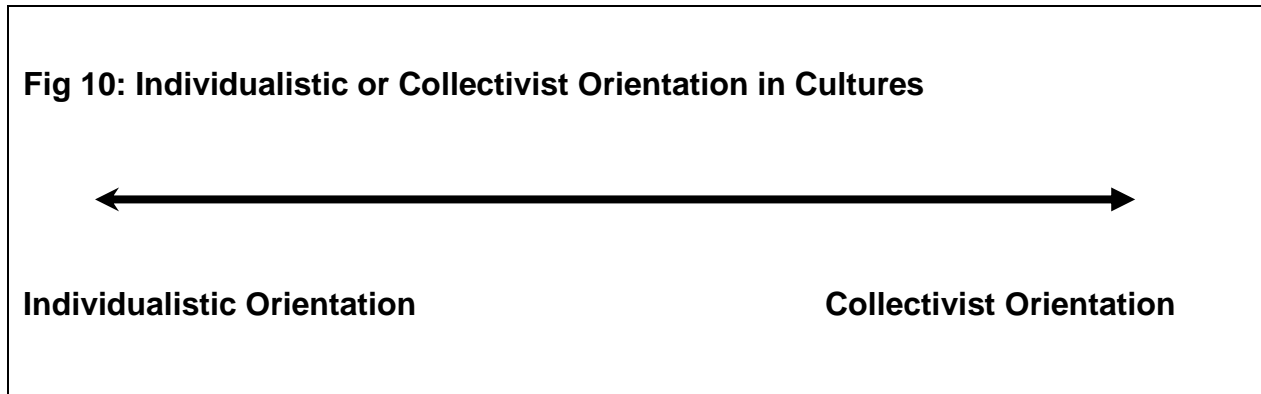 Fig 10: Individualistic or Collectivist Orientation in Cultures
Individualistic Orientation Collectivist Orientation